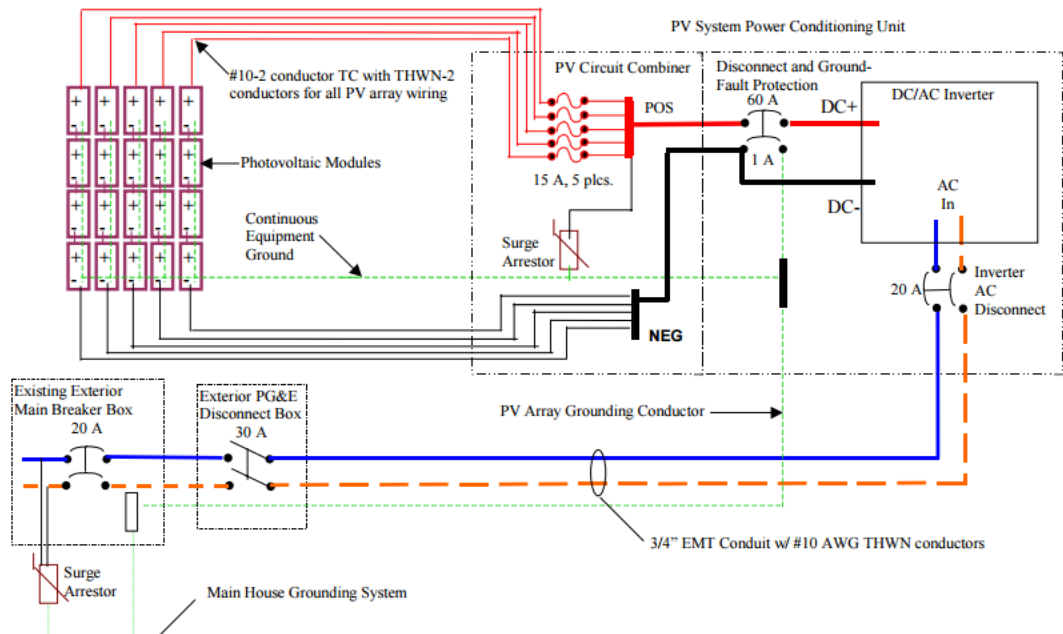 PV System Power Conditioning Unit
#10-2 conductor TC with THWN-2
conductors for all PV array wiring
PV Circuit Combiner
POS
Disconnect and Ground-
Fault Protection
60 A
DC+
DC/AC Inverter
+ + + + +
- - - - -
+ + + + +
- - - - -
+ + + + +
- - - - -
+ + + + +
- - - - -
Photovoltaic Modules
15 A, 5 plcs.
1 A
DC-
AC
In
Continuous
Equipment
Ground
Surge
Arrestor
20 A
Inverter
AC
Disconnect
NEG
Existing Exterior
Main Breaker Box
20 A
Exterior PG&E
Disconnect Box
30 A
PV Array Grounding Conductor
3/4” EMT Conduit w/ #10 AWG THWN conductors
Surge
Arrestor
Main House Grounding System